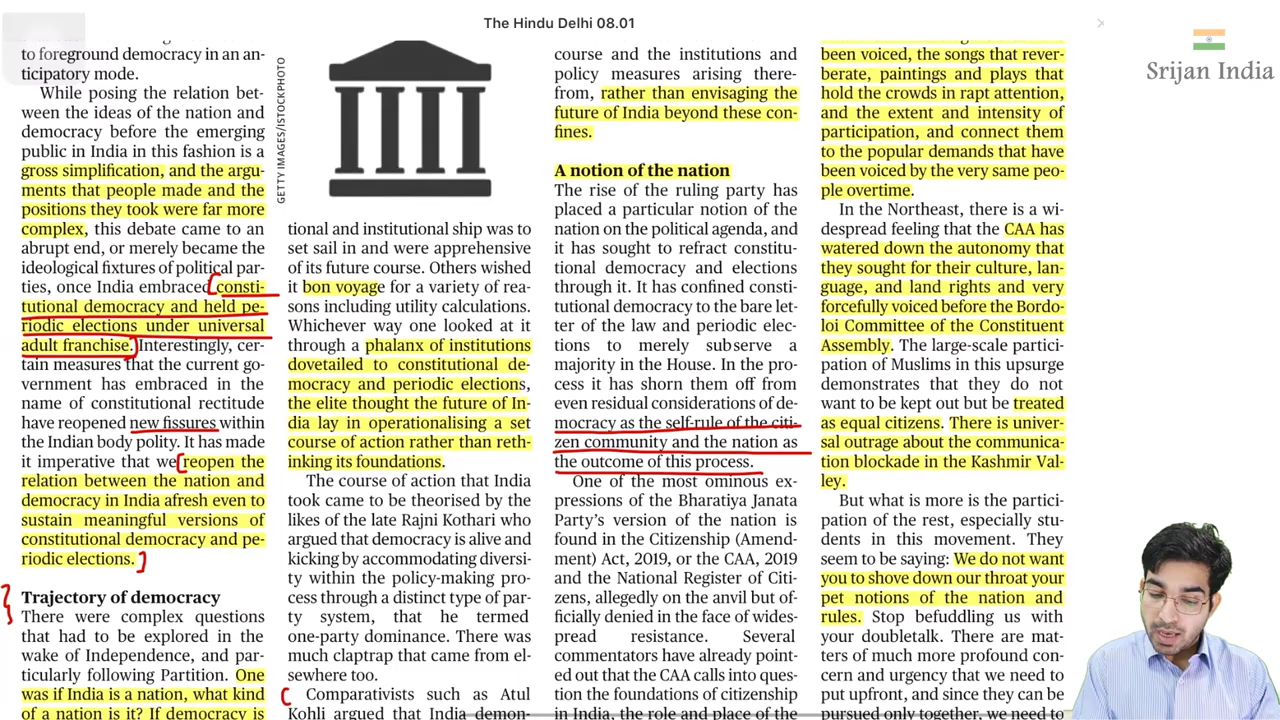 The Hindu Delhi 08.01
Srijan India
to foreground democracy in an an-
ticipatory mode.
While posing the relation bet-
ween the ideas of the nation and
democracy before the emerging
public in India in this fashion is a
gross simplification, and the argu-
ments that people made and the
positions they took were far more
complex, this debate came to an
abrupt end, or merely became the
ideological fixtures of political par-
ties, once India embraced consti-
tutional democracy and held pe-
riodic elections under universal
adult franchise. Interestingly, cer-
tain measures that the current go-
vernment has embraced in the
name of constitutional rectitude
have reopened new fissures within
the Indian body polity. It has made
it imperative that we reopen the
relation between the nation and
democracy in India afresh even to
sustain meaningful versions of
constitutional democracy and pe-
riodic elections.
Trajectory of democracy
There were complex questions
that had to be explored in the
wake of Independence, and par-
ticularly following Partition. One
was if India is a nation, what kind
of a nation is it? If democracy is
GETTY IMAGES/ISTOCKPHOTO
tional and institutional ship was to
set sail in and were apprehensive
of its future course. Others wished
it bon voyage for a variety of rea-
sons including utility calculations.
Whichever way one looked at it
through a phalanx of institutions
dovetailed to constitutional de-
mocracy and periodic elections,
the elite thought the future of In-
dia lay in operationalising a set
course of action rather than reth-
inking its foundations.
The course of action that India
took came to be theorised by the
likes of the late Rajni Kothari who
argued that democracy is alive and
kicking by accommodating diversi-
ty within the policy-making pro-
cess through a distinct type of par-
ty system, that he termed
one-party dominance. There was
much claptrap that came from el-
sewhere too.
Comparativists such as Atul
Kohli argued that India demon-
course and the institutions and
policy measures arising there-
from, rather than envisaging the
future of India beyond these con-
fines.
A notion of the nation
The rise of the ruling party has
placed a particular notion of the
nation on the political agenda, and
it has sought to refract constitu-
tional democracy and elections
through it. It has confined consti-
tutional democracy to the bare let-
ter of the law and periodic elec-
tions to merely subserve a
majority in the House. In the pro-
cess it has shorn them off from
even residual considerations of de-
mocracy as the self-rule of the citi-
zen community and the nation as
the outcome of this process.
One of the most ominous ex-
pressions of the Bharatiya Janata
Party’s version of the nation is
found in the Citizenship (Amend-
ment) Act, 2019, or the CAA, 2019
and the National Register of Citi-
zens, allegedly on the anvil but of-
ficially denied in the face of wides-
pread resistance. Several
commentators have already point-
ed out that the CAA calls into ques-
tion the foundations of citizenship
in India, the role and place of the
been voiced, the songs that rever-
berate, paintings and plays that
hold the crowds in rapt attention,
and the extent and intensity of
participation, and connect them
to the popular demands that have
been voiced by the very same peo-
ple overtime.
In the Northeast, there is a wi-
despread feeling that the CAA has
watered down the autonomy that
they sought for their culture, lan-
guage, and land rights and very
forcefully voiced before the Bordo-
loi Committee of the Constituent
Assembly. The large-scale partici-
pation of Muslims in this upsurge
demonstrates that they do not
want to be kept out but be treated
as equal citizens. There is univer-
sal outrage about the communica-
tion blockade in the Kashmir Val-
ley.
But what is more is the partici-
pation of the rest, especially stu-
dents in this movement. They
seem to be saying: We do not want
you to shove down our throat your
pet notions of the nation and
rules. Stop befuddling us with
your doubletalk. There are mat-
ters of much more profound con-
cern and urgency that we need to
put upfront, and since they can be
pursued only together, we need to